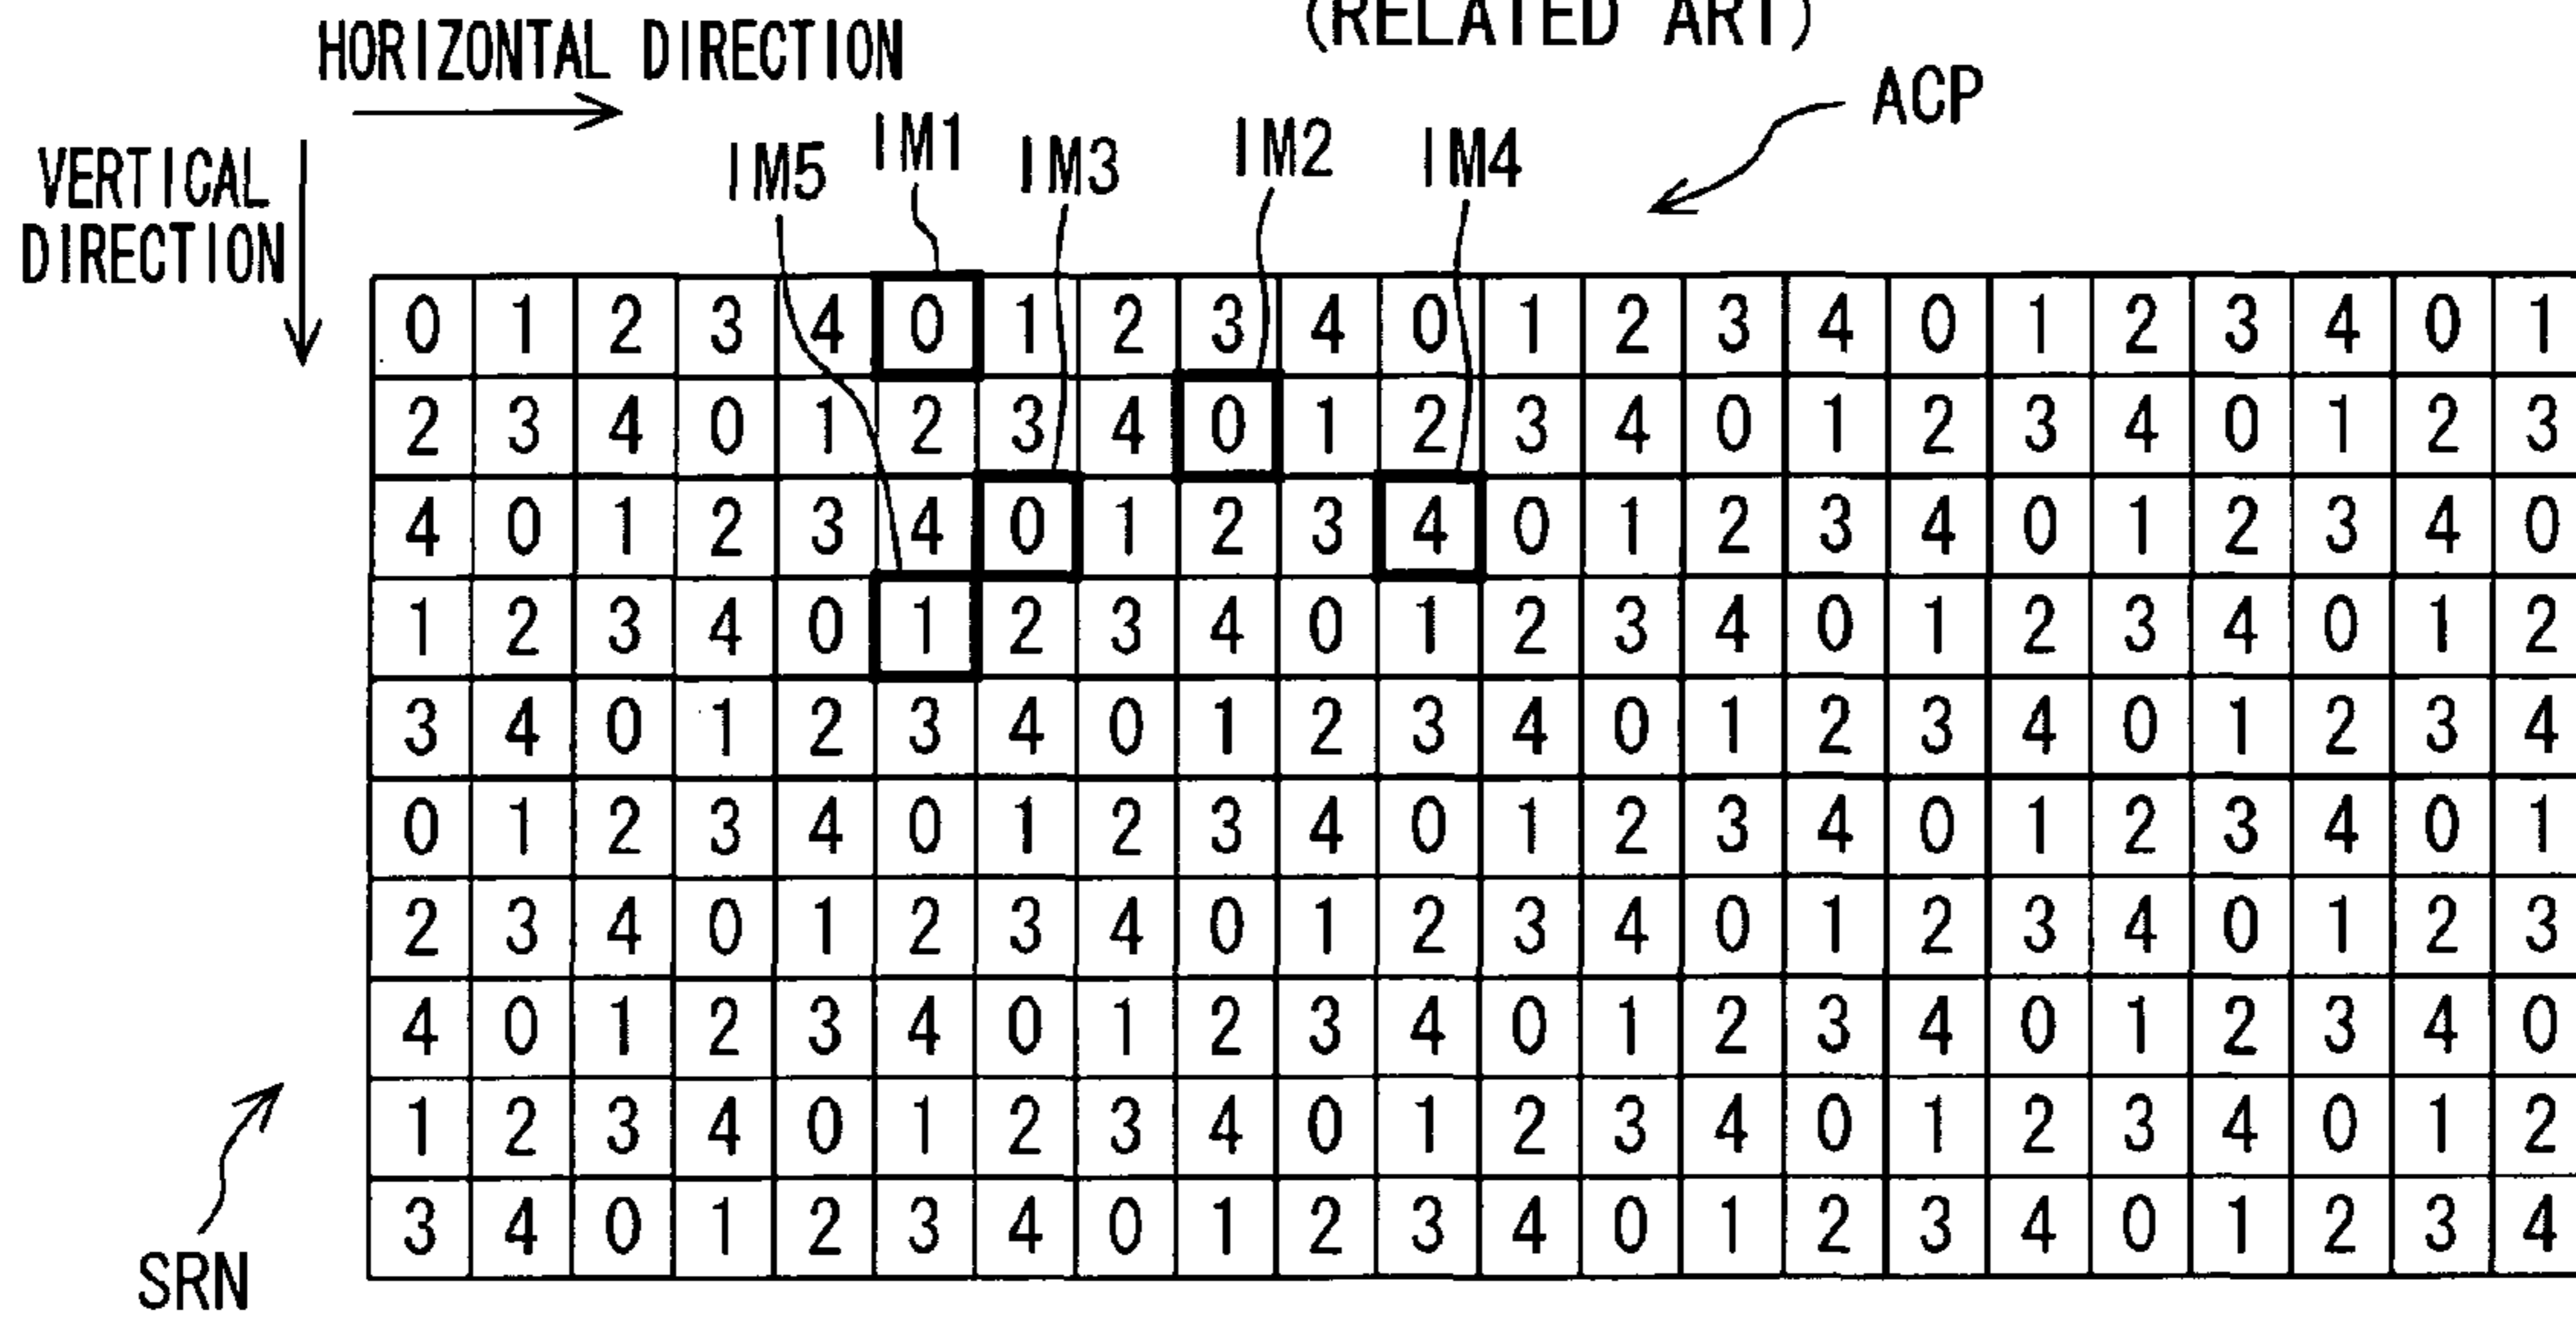 (RELATED ART)
HORIZONTAL DIRECTION
ACP
VERTICAL
DIRECTION
IM5 IM1 IM3 IM2 IM4
0 1 2 3 4 0 1 2 3 4 0 1 2 3 4 0 1 2 3 4 0 1
2 3 4 0 1 2 3 4 0 1 2 3 4 0 1 2 3 4 0 1 2 3
4 0 1 2 3 4 0 1 2 3 4 0 1 2 3 4 0 1 2 3 4 0
1 2 3 4 0 1 2 3 4 0 1 2 3 4 0 1 2 3 4 0 1 2
3 4 0 1 2 3 4 0 1 2 3 4 0 1 2 3 4 0 1 2 3 4
0 1 2 3 4 0 1 2 3 4 0 1 2 3 4 0 1 2 3 4 0 1
2 3 4 0 1 2 3 4 0 1 2 3 4 0 1 2 3 4 0 1 2 3
4 0 1 2 3 4 0 1 2 3 4 0 1 2 3 4 0 1 2 3 4 0
1 2 3 4 0 1 2 3 4 0 1 2 3 4 0 1 2 3 4 0 1 2
3 4 0 1 2 3 4 0 1 2 3 4 0 1 2 3 4 0 1 2 3 4
SRN